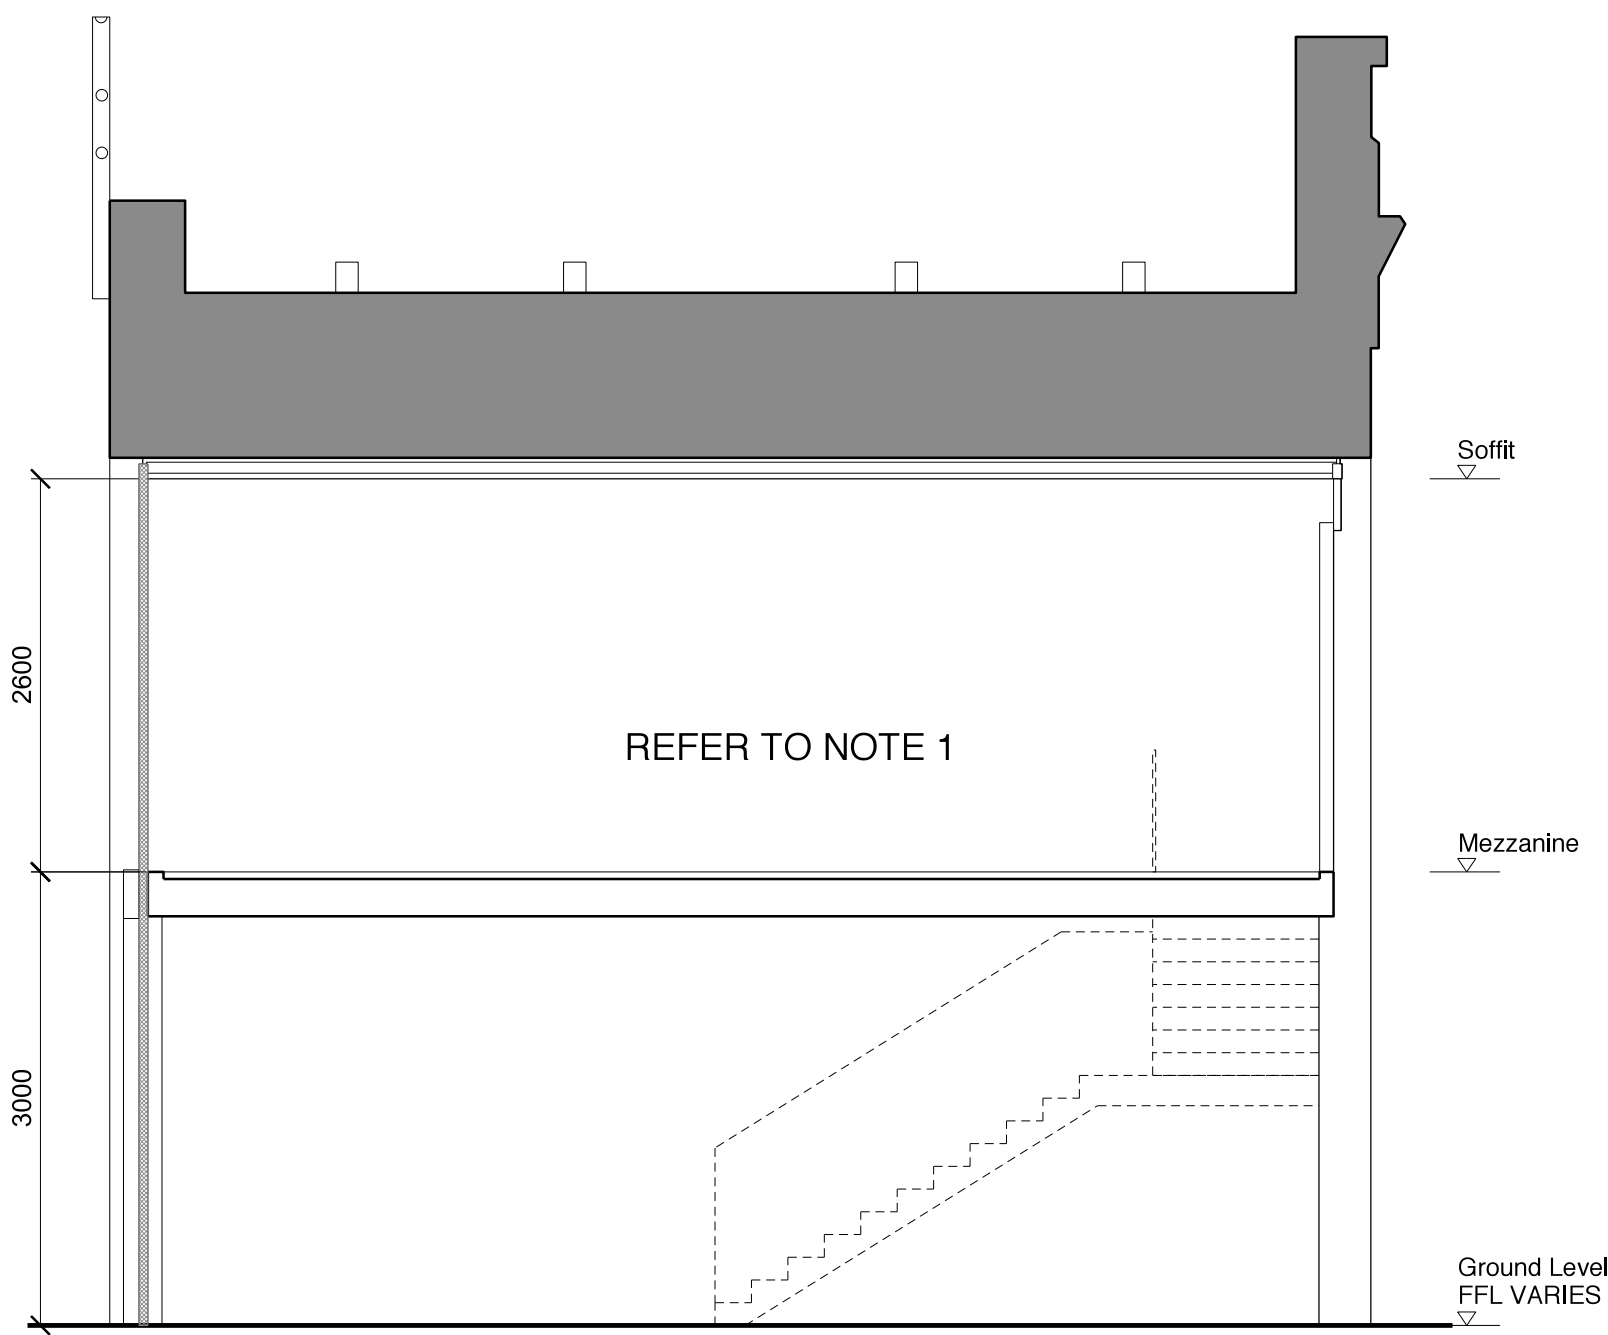 Soffit
2600
REFER TO NOTE 1
Mezzanine
3000
Ground Level
FFL VARIES